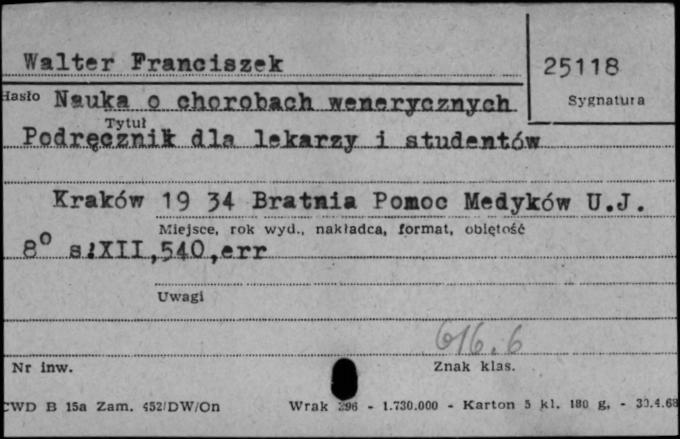 Walter Franciszek
25118
Hasło Nauka o chorobach wenerycznych
Sygnatura
Tytuł
Podręcznik dla lekarzy i studentów
Kraków 19 34 Bratnia Pomoc Medyków U.J.
Miejsce, rok wyd., nakładca, format, obiętość
8° s.XII,540,err
Uwagi
616.6
Nr inw.
Znak klas.
CWD B 15a Zam. 452/DW/On Wrak 296 - 1.730.000 - Karton 5 kl. 180 g. - 30.4.68